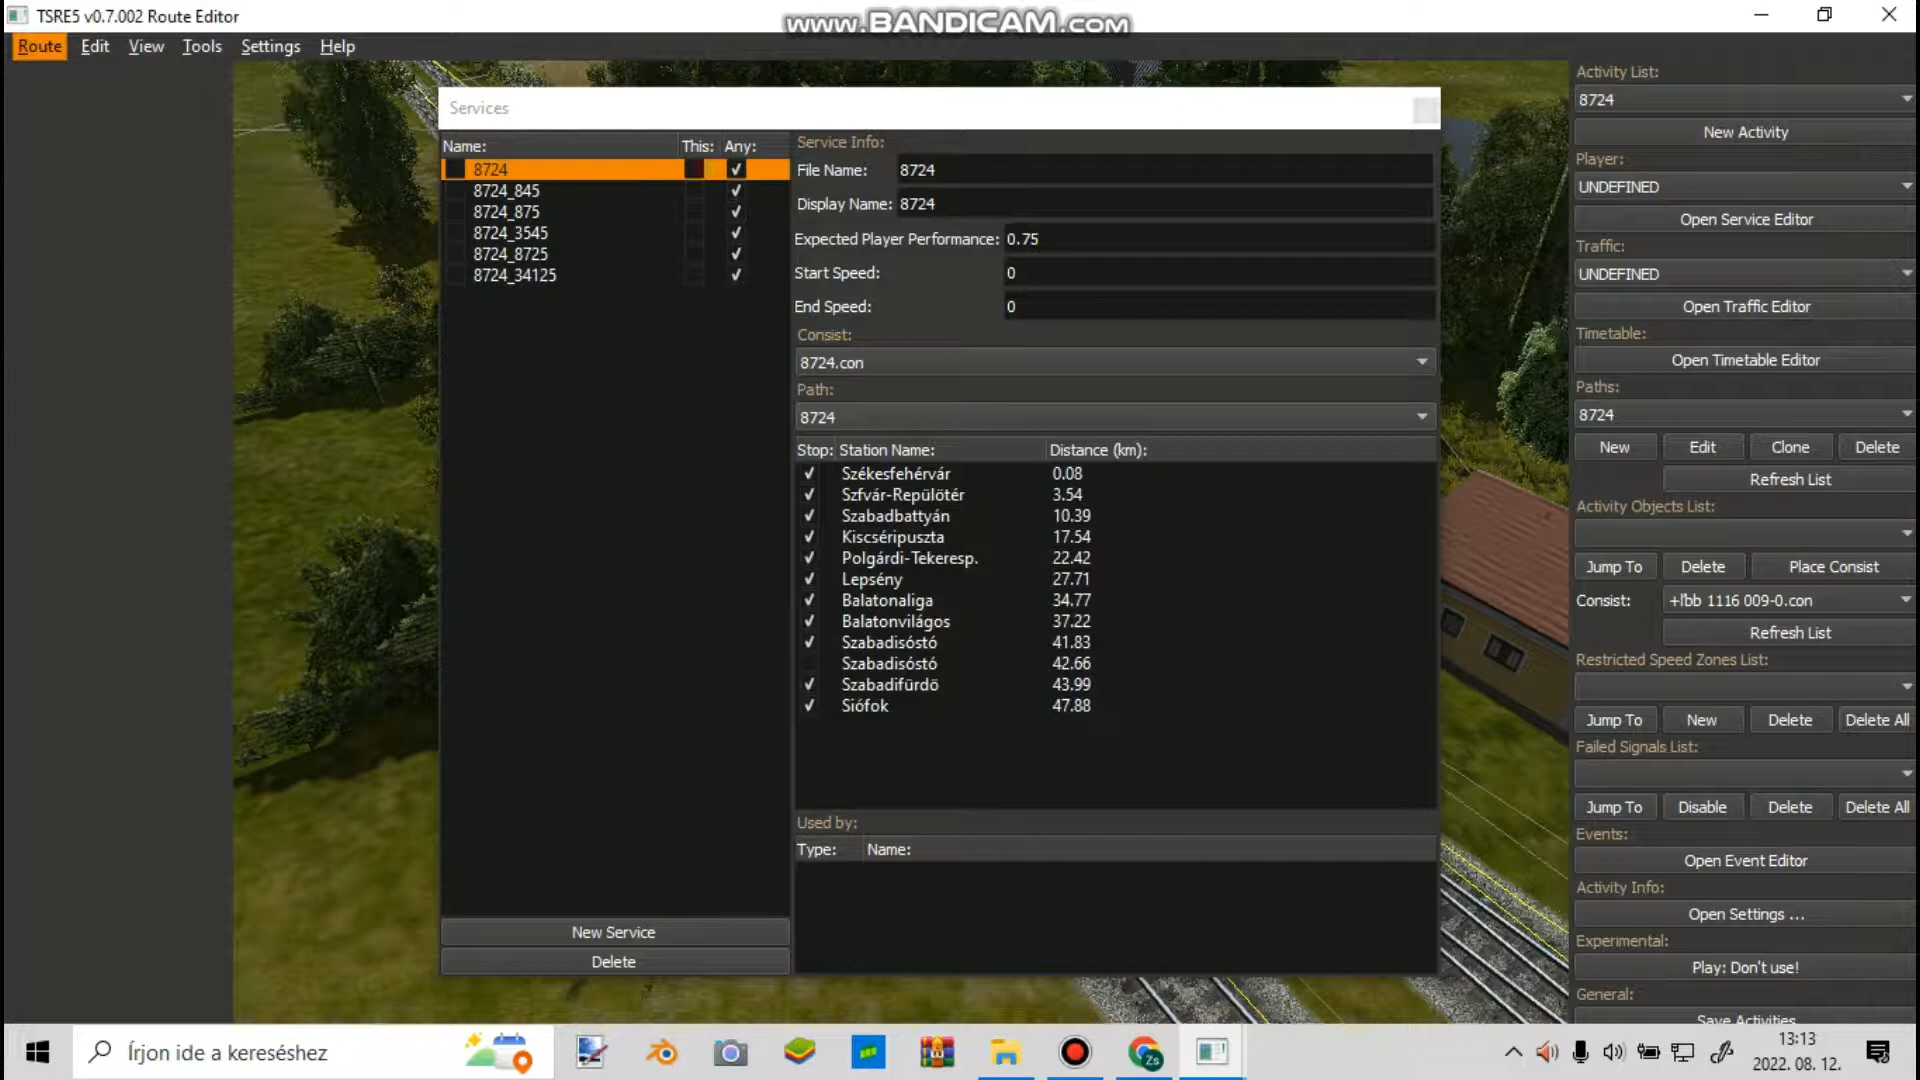 TSRE5 v0.7.002 Route Editor
www.BANDICAM.com
Route Edit View Tools Settings Help
Services
Name: This: Any:
8724
8724_845
8724_875
8724_3545
8724_8725
8724_34125
New Service
Delete
Service Info:
File Name: 8724
Display Name: 8724
Expected Player Performance: 0.75
Start Speed: 0
End Speed: 0
Consist:
8724.con
Path:
8724
Stop: Station Name: Distance (km):
Székesfehérvár 0.08
Szfvár-Repülötér 3.54
Szabadbattyán 10.39
Kiscséripuszta 17.54
Polgárdi-Tekeresp. 22.42
Lepsény 27.71
Balatonaliga 34.77
Balatonvilágos 37.22
Szabadisóstó 41.83
Szabadisóstó 42.66
Szabadifürdö 43.99
Siófok 47.88
Used by:
Type: Name:
Activity List:
8724
New Activity
Player:
UNDEFINED
Open Service Editor
Traffic:
UNDEFINED
Open Traffic Editor
Timetable:
Open Timetable Editor
Paths:
8724
New Edit Clone Delete
Refresh List
Activity Objects List:
Jump To Delete Place Consist
Consist: +ľbb 1116 009-0.con
Refresh List
Restricted Speed Zones List:
Jump To New Delete Delete All
Failed Signals List:
Jump To Disable Delete Delete All
Events:
Open Event Editor
Activity Info:
Open Settings ...
Experimental:
Play: Don't use!
General:
Save Activities
Írjon ide a kereséshez
Zs
13:13
2022. 08. 12.